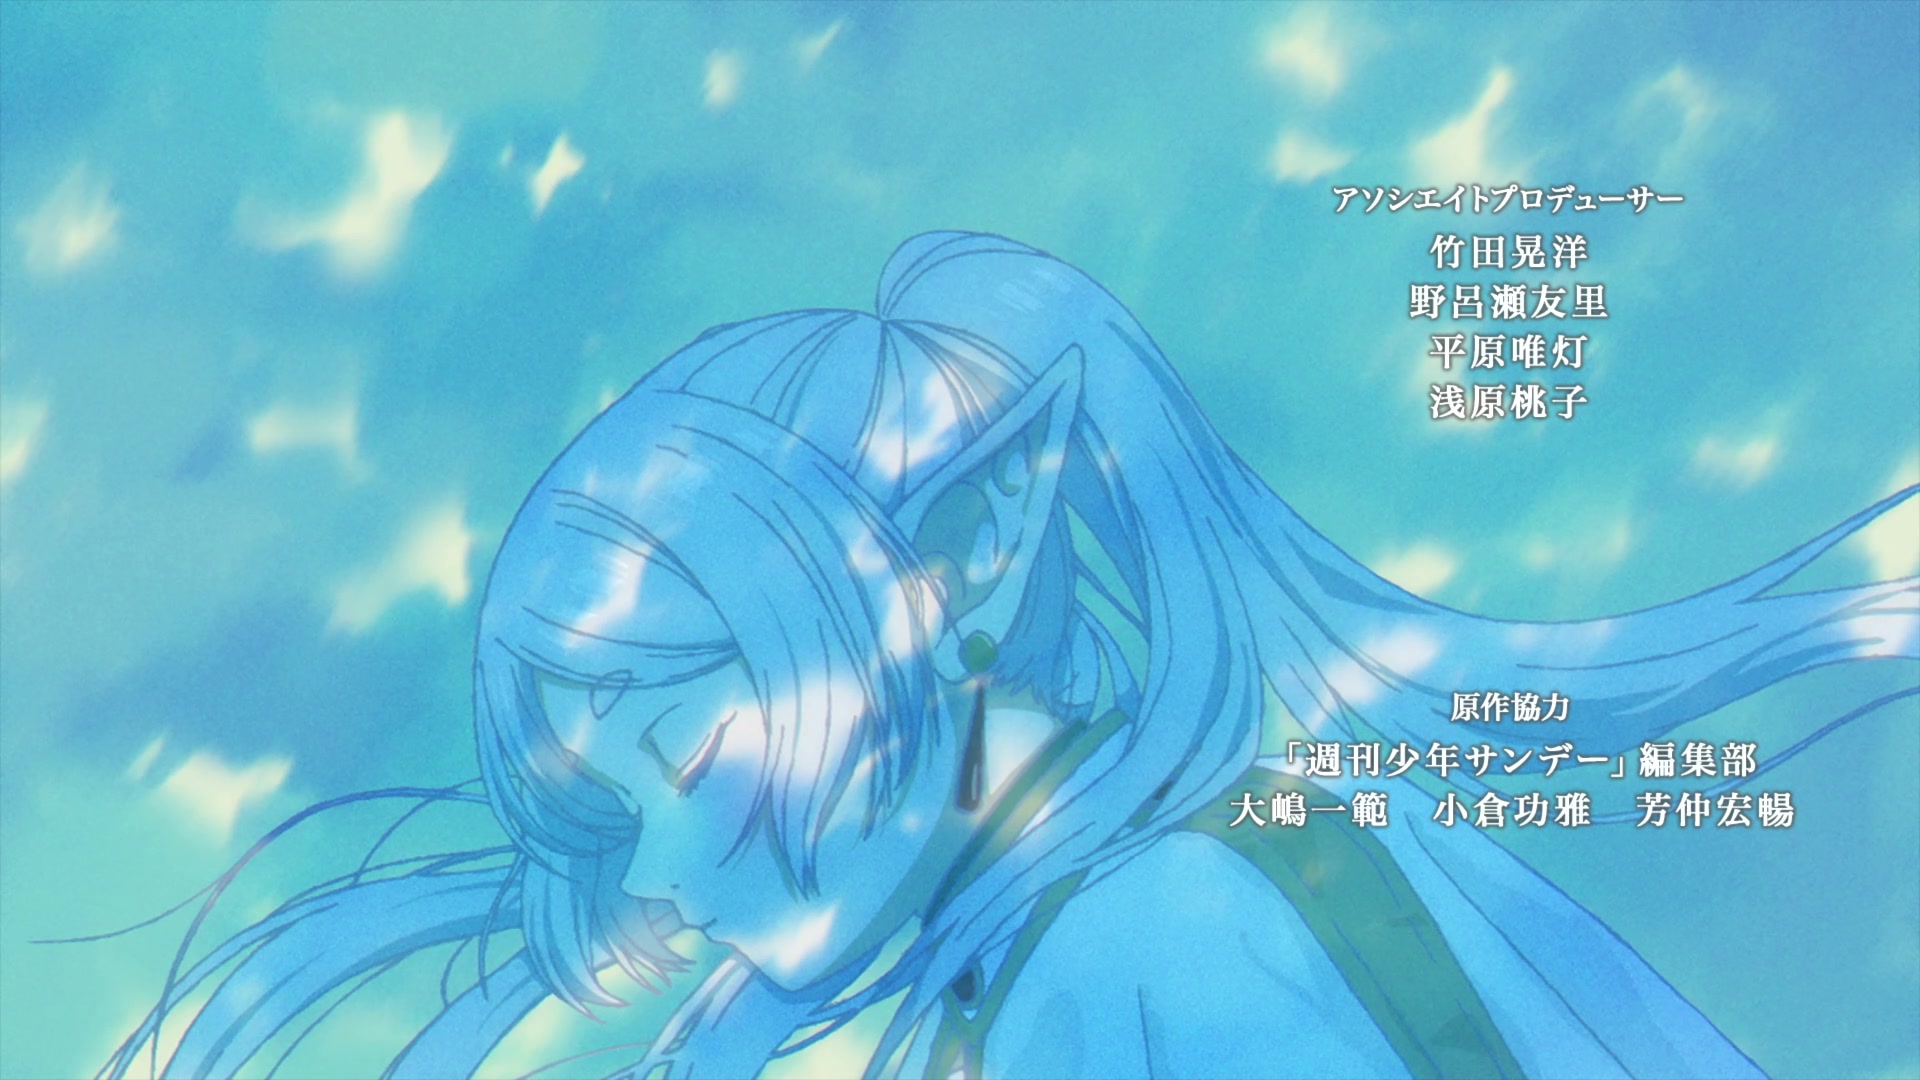 アソシエイトプロデューサー
竹田晃洋
野呂瀬友里
平原唯灯
浅原桃子
原作協力
「週刊少年サンデー」編集部
大嶋一範　小倉功雅　芳仲宏暢